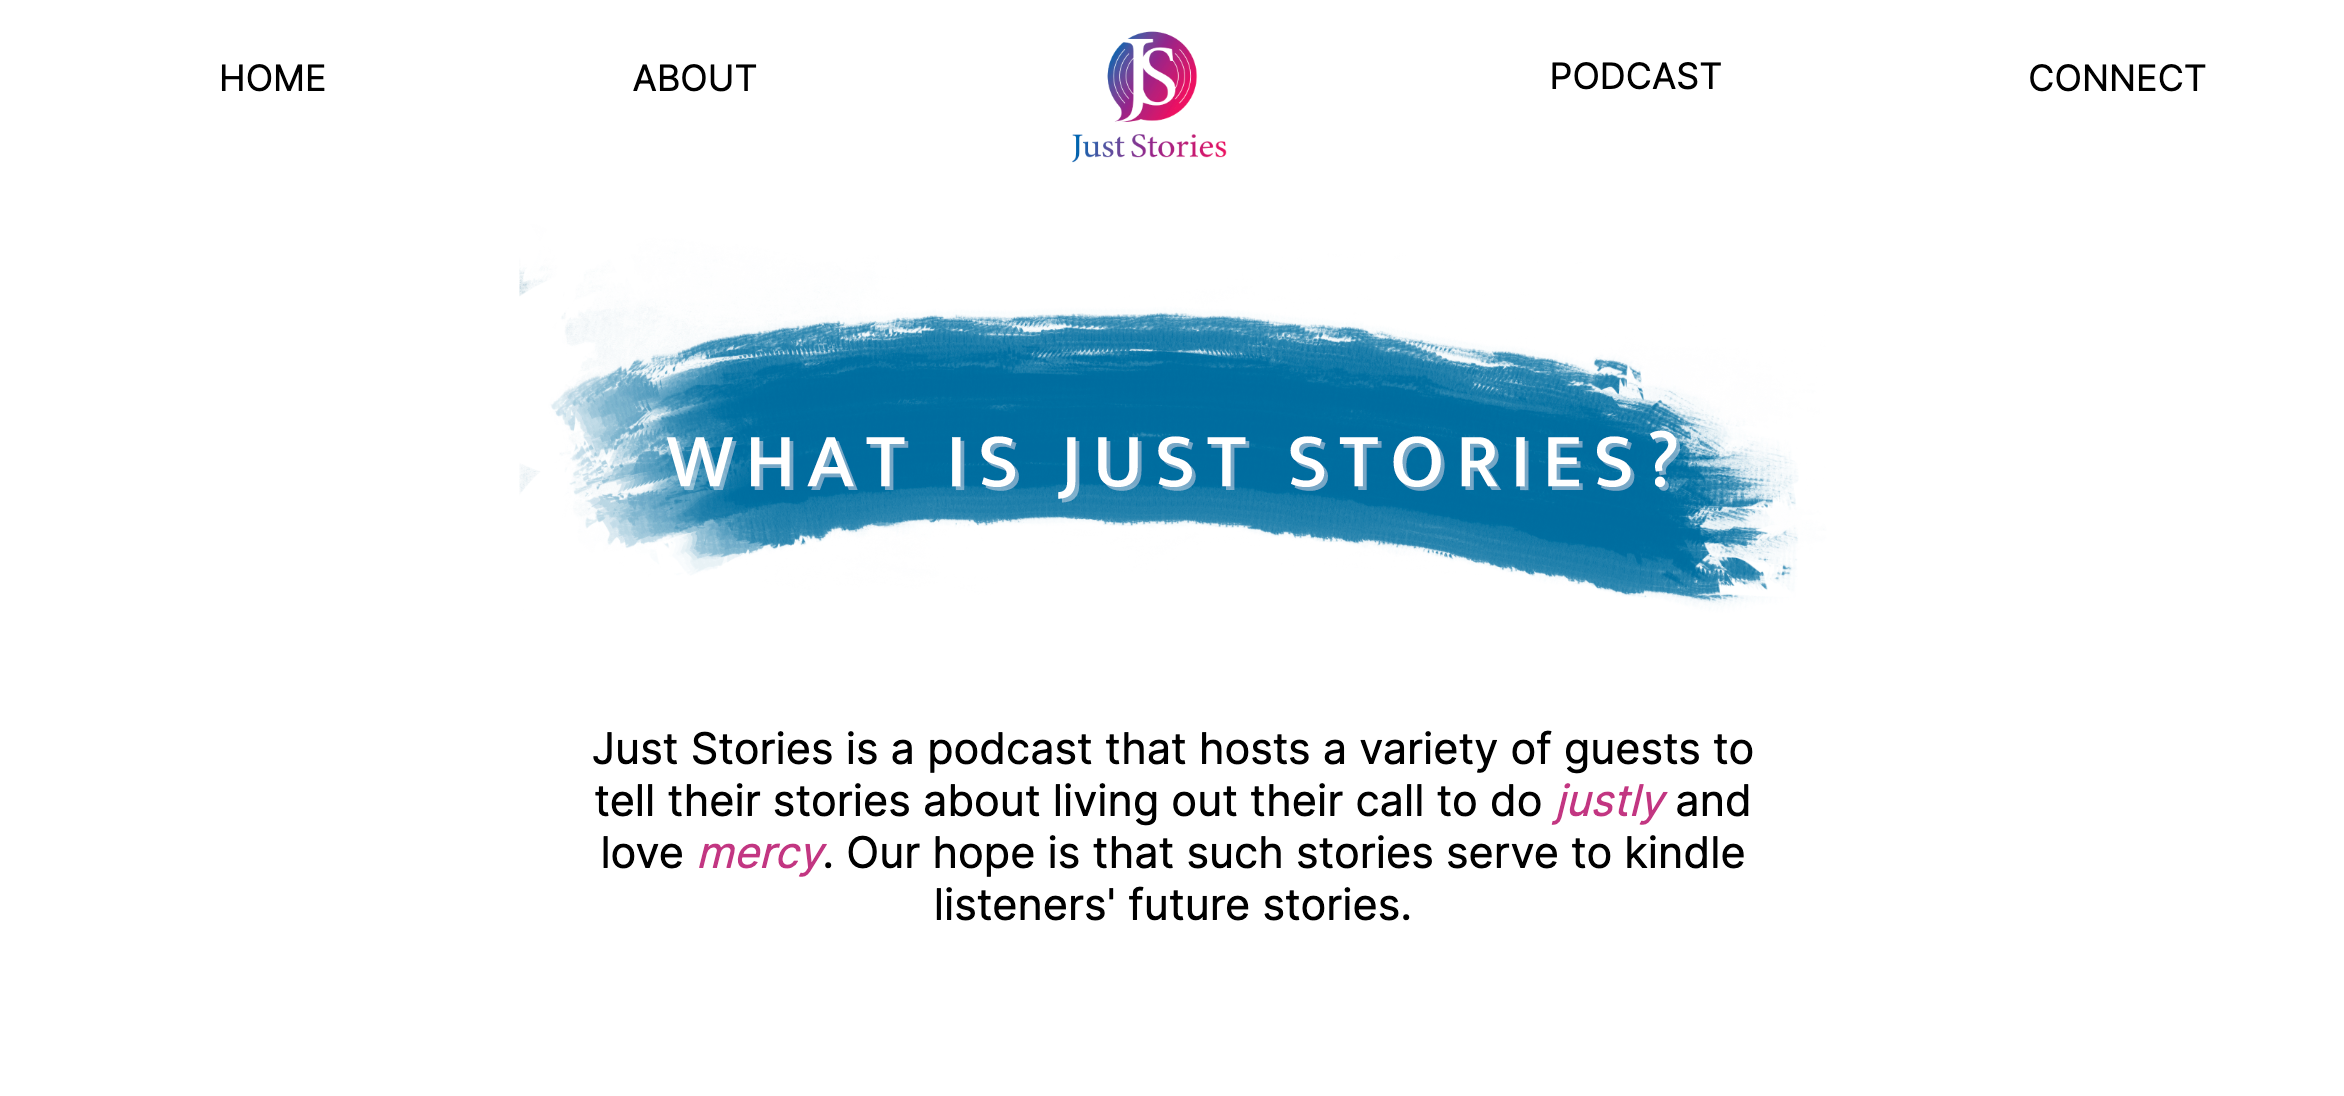 HOME
ABOUT
JS
Just Stories
PODCAST
CONNECT
WHAT IS JUST STORIES?
Just Stories is a podcast that hosts a variety of guests to
tell their stories about living out their call to do justly and
love mercy. Our hope is that such stories serve to kindle
listeners' future stories.